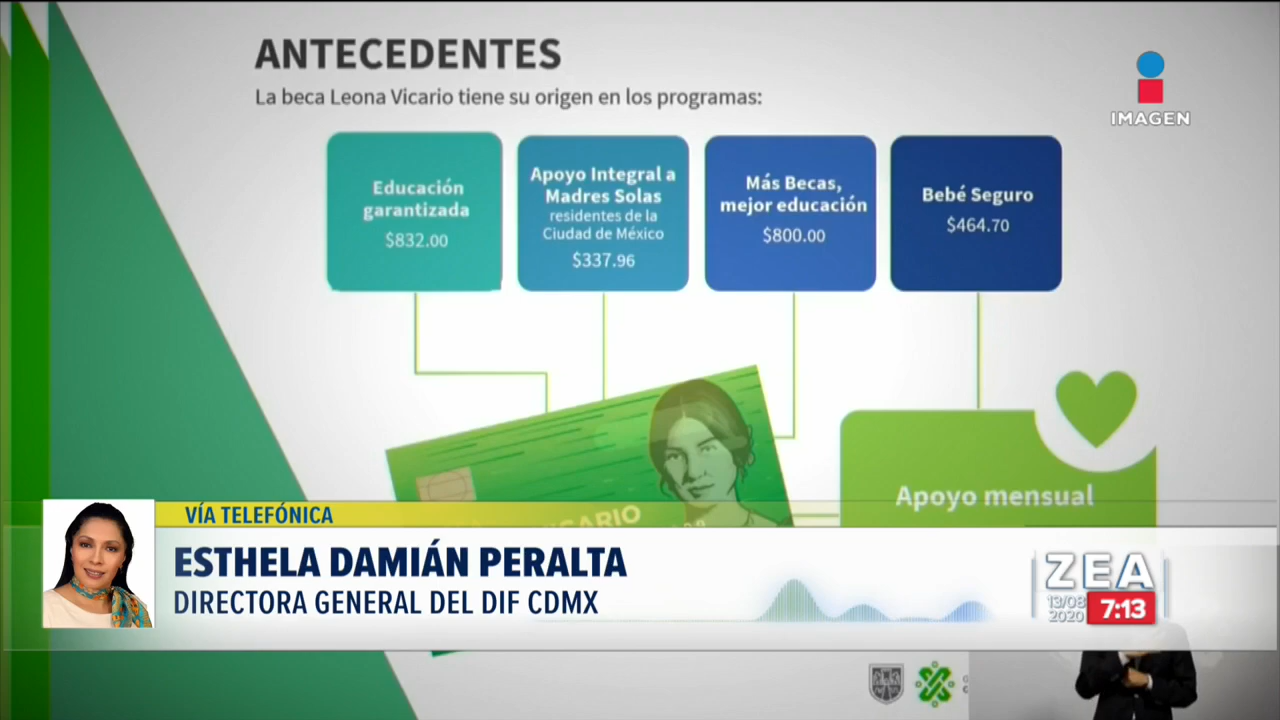 ANTECEDENTES
La beca Leona Vicario tiene su origen en los programas:
IMAGEN
Educación
garantizada
$832.00
Apoyo Integral a
Madres Solas
residentes de la
Ciudad de México
$337.96
Más Becas,
mejor educación
$800.00
Bebé Seguro
$464.70
Apoyo mensual
VÍA TELEFÓNICA
ESTHELA DAMIÁN PERALTA
DIRECTORA GENERAL DEL DIF CDMX
ZEA
13/08
2020
7:13